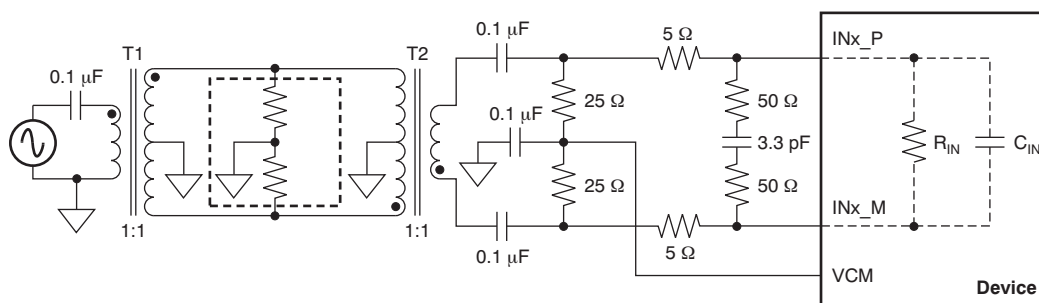 0.1 μF
T1
1:1
T2
1:1
0.1 μF
0.1 μF
0.1 μF
25 Ω
25 Ω
5 Ω
5 Ω
50 Ω
3.3 pF
50 Ω
INx_P
INx_M
VCM
R_IN
C_IN
Device